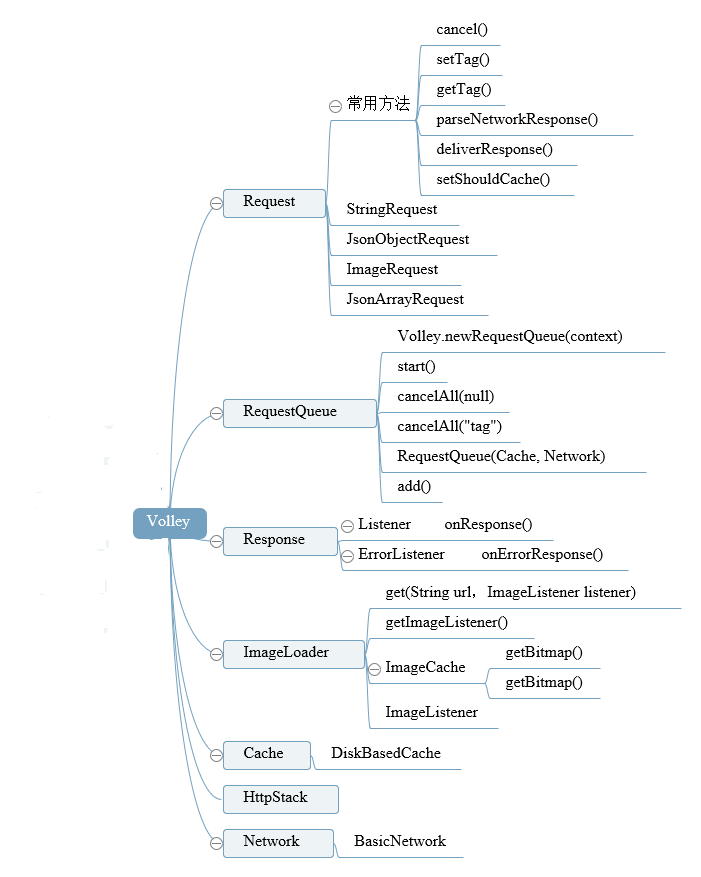 cancel()
setTag()
getTag()
常用方法
parseNetworkResponse()
deliverResponse()
setShouldCache()
Request
StringRequest
JsonObjectRequest
ImageRequest
JsonArrayRequest
Volley.newRequestQueue(context)
start()
cancelAll(null)
RequestQueue
cancelAll("tag")
RequestQueue(Cache, Network)
add()
Volley
Response
Listener onResponse()
ErrorListener onErrorResponse()
get(String url，ImageListener listener)
getImageListener()
ImageLoader
ImageCache
getBitmap()
getBitmap()
ImageListener
Cache
DiskBasedCache
HttpStack
Network
BasicNetwork